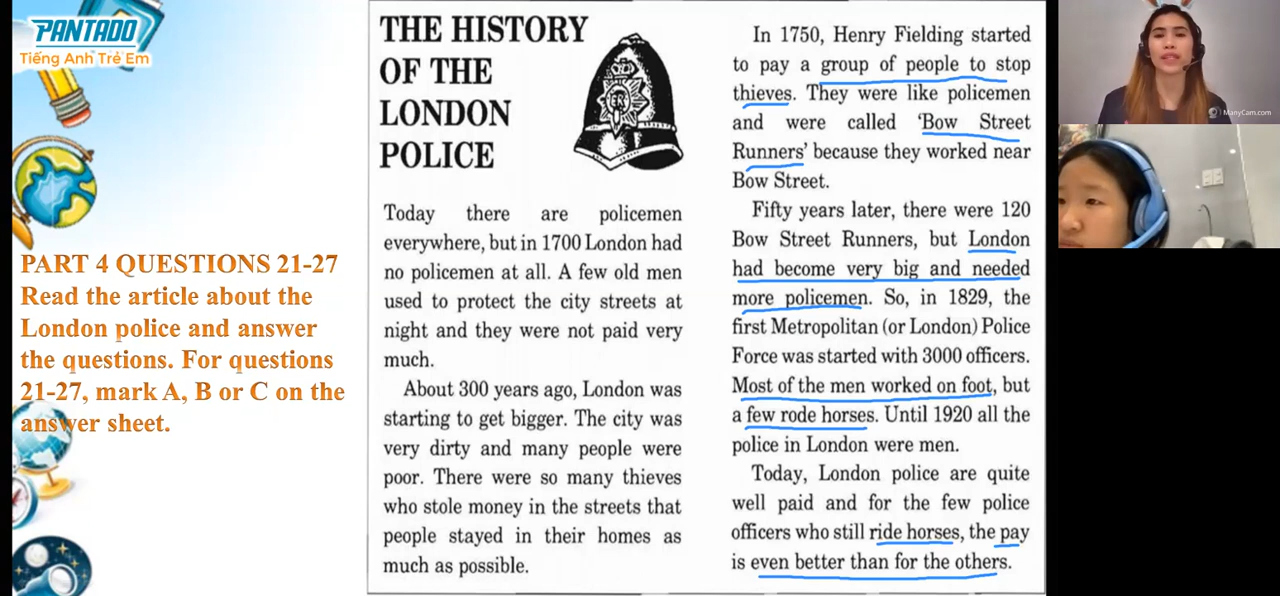 PANTADO
Tiếng Anh Trẻ Em
PART 4 QUESTIONS 21-27
Read the article about the
London police and answer
the questions. For questions
21-27, mark A, B or C on the
answer sheet.
THE HISTORY
OF THE
LONDON
POLICE
Today there are policemen
everywhere, but in 1700 London had
no policemen at all. A few old men
used to protect the city streets at
night and they were not paid very
much.
About 300 years ago, London was
starting to get bigger. The city was
very dirty and many people were
poor. There were so many thieves
who stole money in the streets that
people stayed in their homes as
much as possible.
In 1750, Henry Fielding started
to pay a group of people to stop
thieves. They were like policemen
and were called ‘Bow Street
Runners’ because they worked near
Bow Street.
Fifty years later, there were 120
Bow Street Runners, but London
had become very big and needed
more policemen. So, in 1829, the
first Metropolitan (or London) Police
Force was started with 3000 officers.
Most of the men worked on foot, but
a few rode horses. Until 1920 all the
police in London were men.
Today, London police are quite
well paid and for the few police
officers who still ride horses, the pay
is even better than for the others.
ManyCam.com